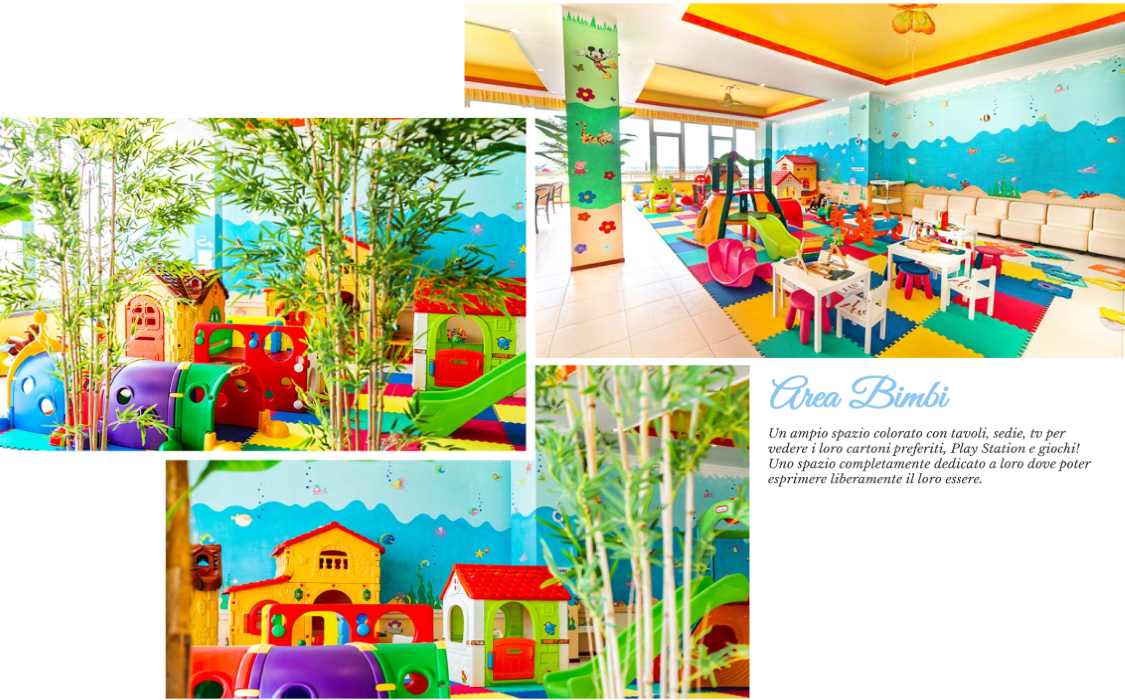 Area Bimbi
Un ampio spazio colorato con tavoli, sedie, tv per
vedere i loro cartoni preferiti, Play Station e giochi!
Uno spazio completamente dedicato a loro dove poter
esprimere liberamente il loro essere.